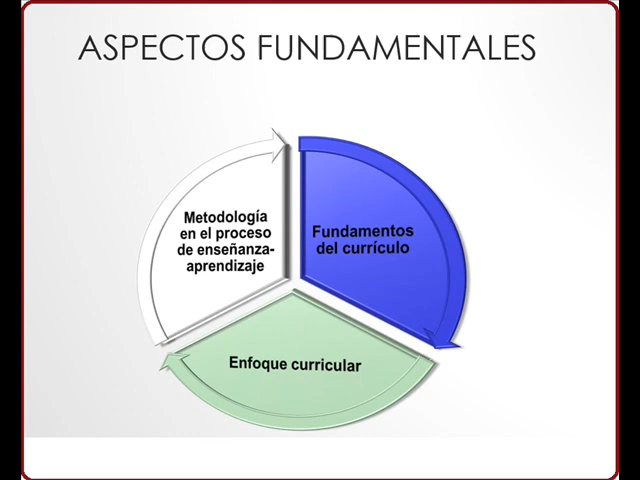 ASPECTOS FUNDAMENTALES
Metodología
en el proceso
de enseñanza-
aprendizaje
Fundamentos
del currículo
Enfoque curricular